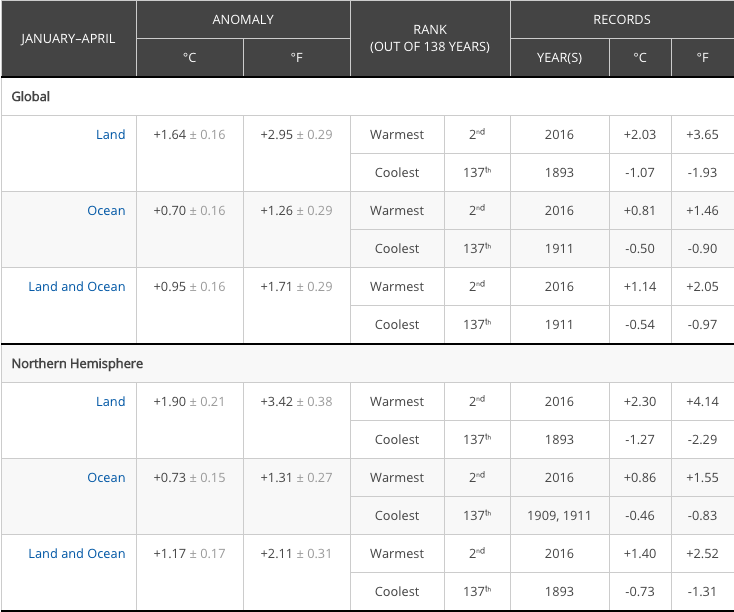 JANUARY–APRIL ANOMALY RANK (OUT OF 138 YEARS) RECORDS
°C °F YEAR(S) °C °F
Global
Land +1.64 ± 0.16 +2.95 ± 0.29 Warmest 2nd 2016 +2.03 +3.65
Coolest 137th 1893 -1.07 -1.93
Ocean +0.70 ± 0.16 +1.26 ± 0.29 Warmest 2nd 2016 +0.81 +1.46
Coolest 137th 1911 -0.50 -0.90
Land and Ocean +0.95 ± 0.16 +1.71 ± 0.29 Warmest 2nd 2016 +1.14 +2.05
Coolest 137th 1911 -0.54 -0.97
Northern Hemisphere
Land +1.90 ± 0.21 +3.42 ± 0.38 Warmest 2nd 2016 +2.30 +4.14
Coolest 137th 1893 -1.27 -2.29
Ocean +0.73 ± 0.15 +1.31 ± 0.27 Warmest 2nd 2016 +0.86 +1.55
Coolest 137th 1909, 1911 -0.46 -0.83
Land and Ocean +1.17 ± 0.17 +2.11 ± 0.31 Warmest 2nd 2016 +1.40 +2.52
Coolest 137th 1893 -0.73 -1.31